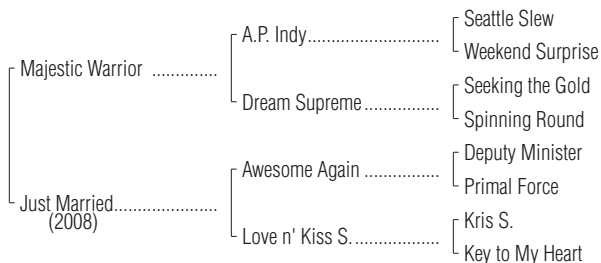 Seattle Slew
A.P. Indy..............................
Weekend Surprise
Majestic Warrior ...............
Seeking the Gold
Dream Supreme.................
Spinning Round
Deputy Minister
Awesome Again .................
Primal Force
Just Married........................
(2008)
Kris S.
Love n' Kiss S....................
Key to My Heart